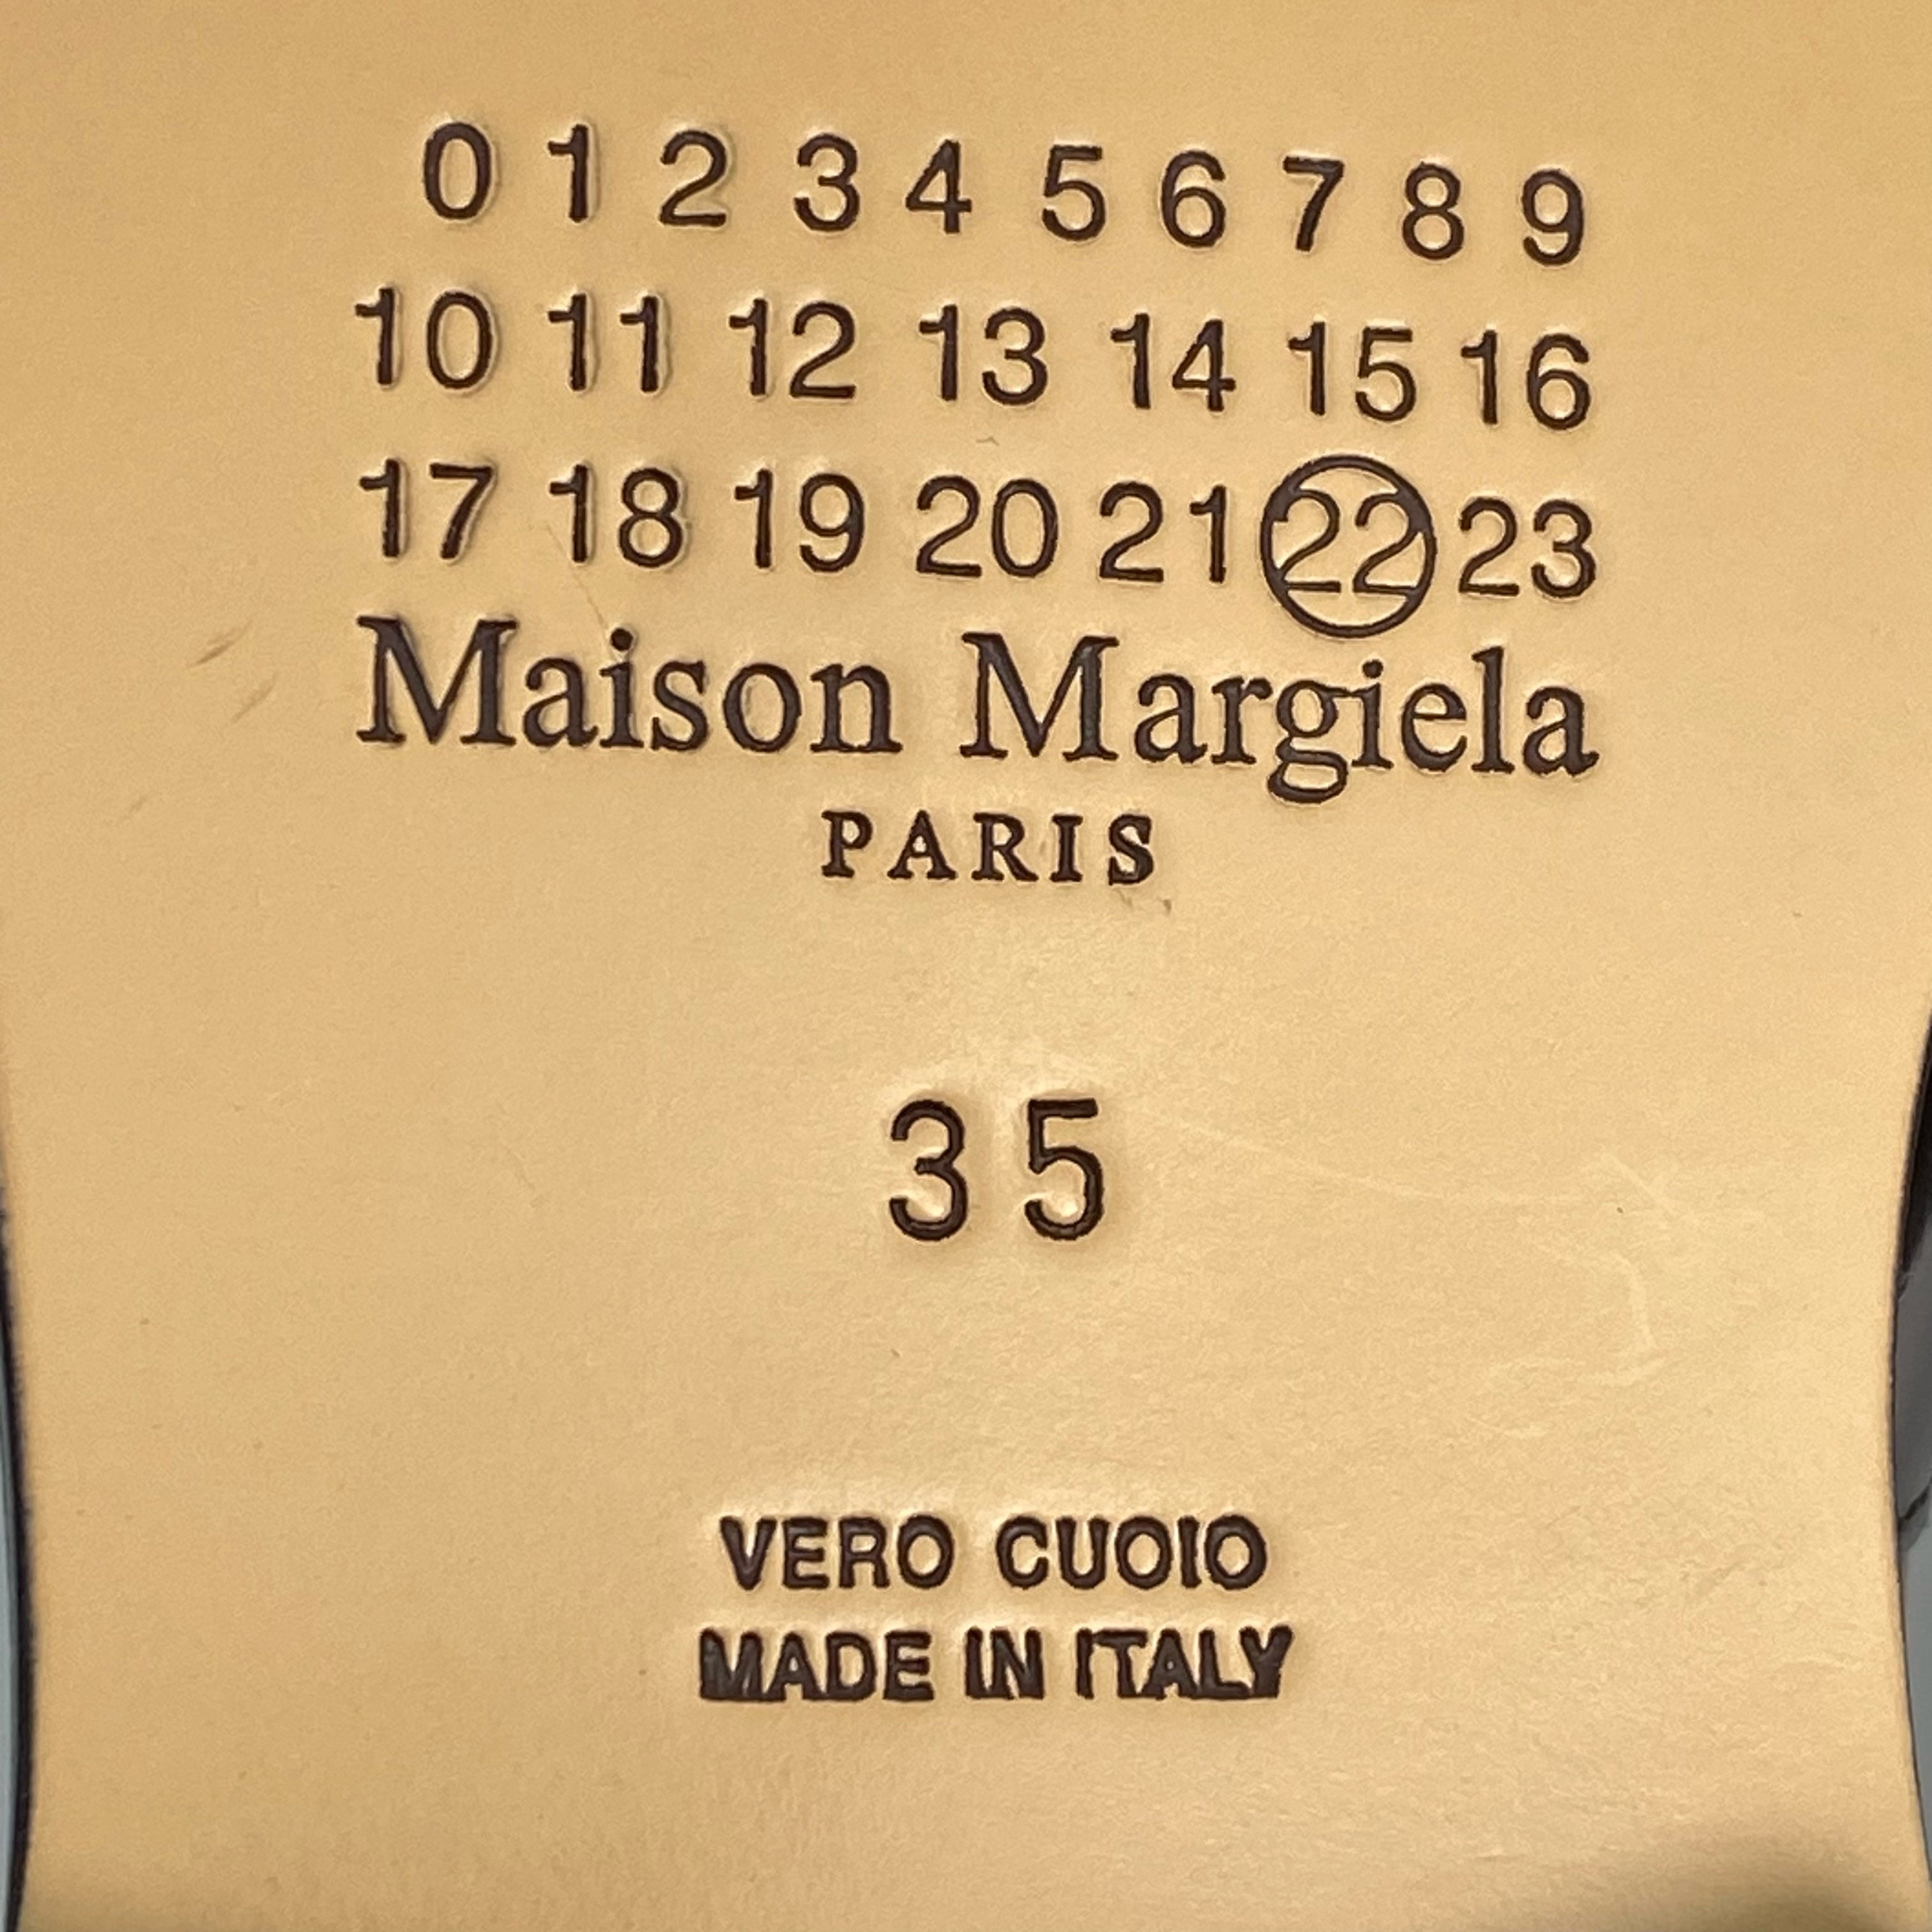 0 1 2 3 4 5 6 7 8 9
10 11 12 13 14 15 16
17 18 19 20 21 22 23
Maison Margiela
PARIS
35
VERO CUOIO
MADE IN ITALY